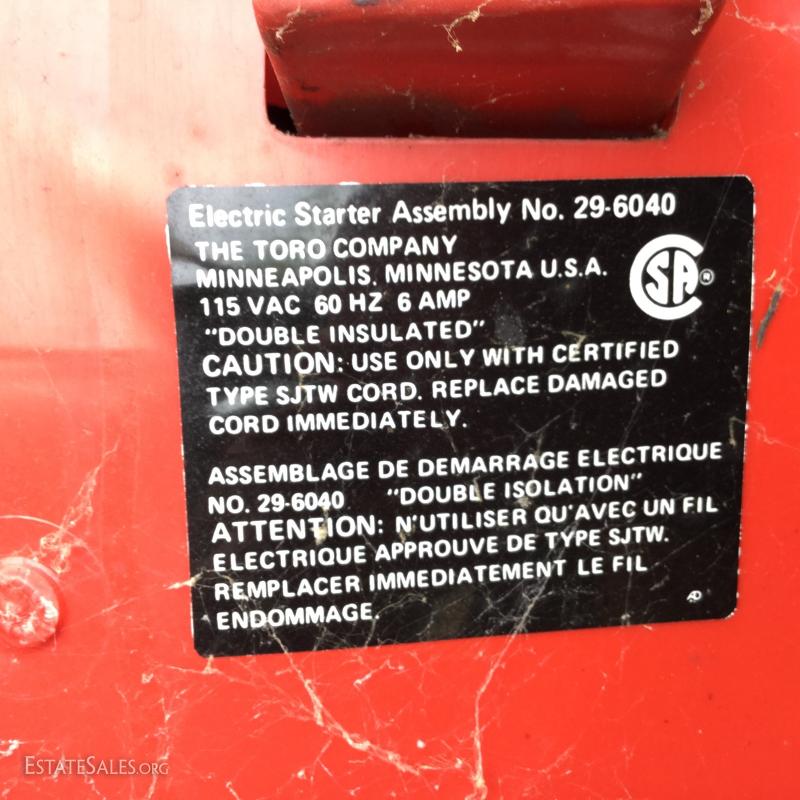 Electric Starter Assembly No. 29-6040
THE TORO COMPANY
MINNEAPOLIS, MINNESOTA U.S.A.
115 VAC 60 HZ 6 AMP
"DOUBLE INSULATED"
CAUTION: USE ONLY WITH CERTIFIED
TYPE SJTW CORD. REPLACE DAMAGED
CORD IMMEDIATELY.
SA ®
ASSEMBLAGE DE DEMARRAGE ELECTRIQUE
NO. 29-6040 "DOUBLE ISOLATION"
ATTENTION: N'UTILISER QU'AVEC UN FIL
ELECTRIQUE APPROUVE DE TYPE SJTW.
REMPLACER IMMEDIATEMENT LE FIL
ENDOMMAGE.
ESTATESALES.ORG